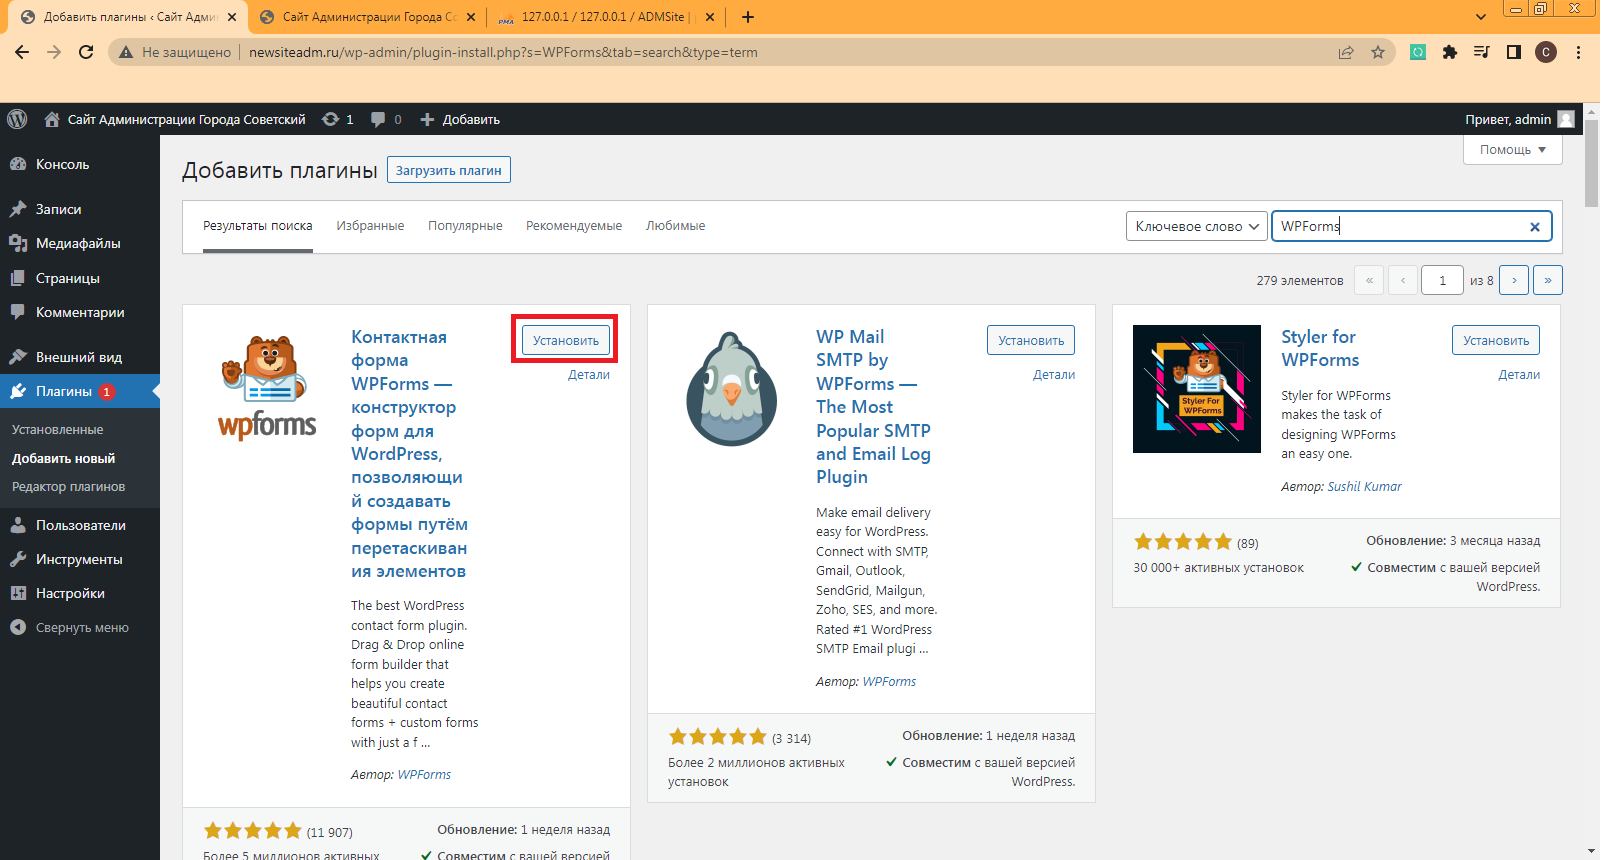 Добавить плагины ‹ Сайт Адми
Сайт Администрации Города Со
PMA
127.0.0.1 / 127.0.0.1 / ADMSite |
Не защищено
newsiteadm.ru/wp-admin/plugin-install.php?s=WPForms&tab=search&type=term
C
Сайт Администрации Города Советский
1
0
Добавить
Привет, admin
Консоль
Записи
Медиафайлы
Страницы
Комментарии
Внешний вид
Плагины 1
Установленные
Добавить новый
Редактор плагинов
Пользователи
Инструменты
Настройки
Свернуть меню
Помощь
Добавить плагины
Загрузить плагин
Результаты поиска
Избранные
Популярные
Рекомендуемые
Любимые
Ключевое слово
WPForms
279 элементов
«
‹
1
из 8
›
»
wpforms
Контактная
форма
WPForms —
конструктор
форм для
WordPress,
позволяющи
й создавать
формы путём
перетаскиван
ия элементов
Установить
Детали
The best WordPress
contact form plugin.
Drag & Drop online
form builder that
helps you create
beautiful contact
forms + custom forms
with just a f ...
Автор: WPForms
(11 907)
Более 5 миллионов активных
Обновление: 1 неделя назад
Совместим с вашей версией
WP Mail
SMTP by
WPForms —
The Most
Popular SMTP
and Email Log
Plugin
Установить
Детали
Make email delivery
easy for WordPress.
Connect with SMTP,
Gmail, Outlook,
SendGrid, Mailgun,
Zoho, SES, and more.
Rated #1 WordPress
SMTP Email plugi ...
Автор: WPForms
(3 314)
Более 2 миллионов активных
установок
Обновление: 1 неделя назад
Совместим с вашей версией
WordPress.
Styler For
WPForms
Styler for
WPForms
Установить
Детали
Styler for WPForms
makes the task of
designing WPForms
an easy one.
Автор: Sushil Kumar
(89)
30 000+ активных установок
Обновление: 3 месяца назад
Совместим с вашей версией
WordPress.